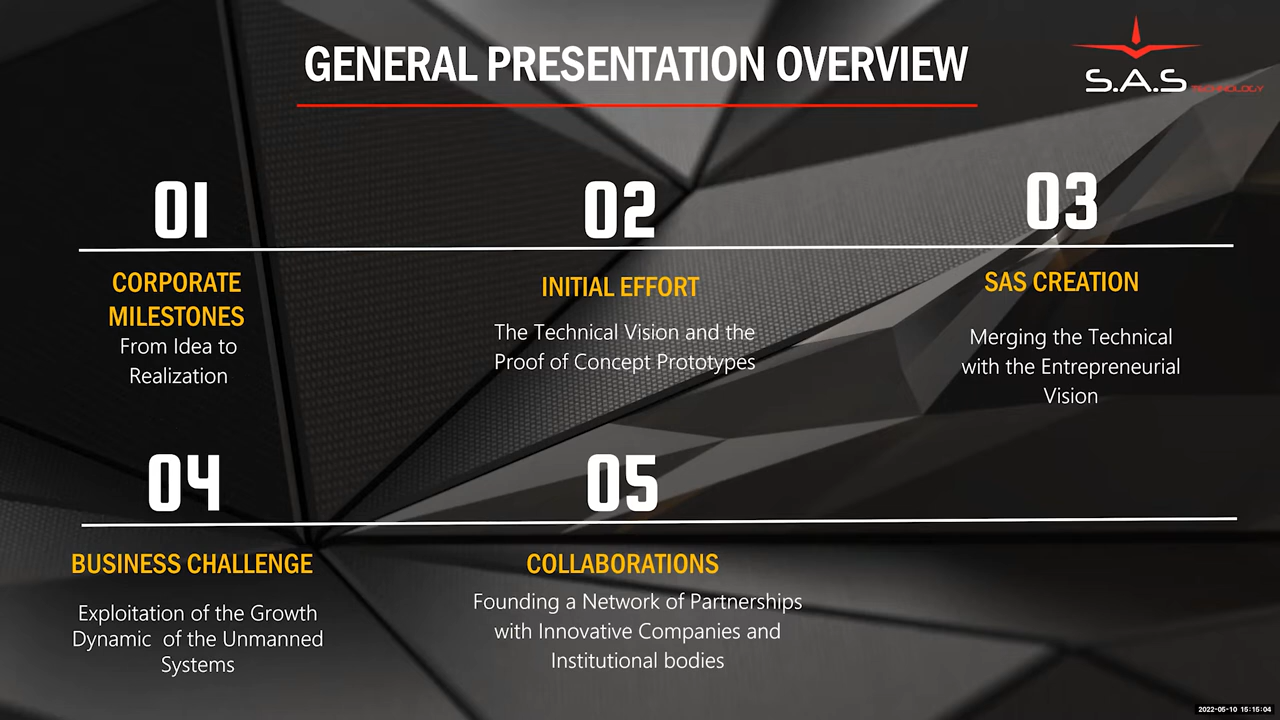 GENERAL PRESENTATION OVERVIEW
S.A.S TECHNOLOGY
01
CORPORATE
MILESTONES
From Idea to
Realization
02
INITIAL EFFORT
The Technical Vision and the
Proof of Concept Prototypes
03
SAS CREATION
Merging the Technical
with the Entrepreneurial
Vision
04
BUSINESS CHALLENGE
Exploitation of the Growth
Dynamic of the Unmanned
Systems
05
COLLABORATIONS
Founding a Network of Partnerships
with Innovative Companies and
Institutional bodies
2022-05-10 15:15:04